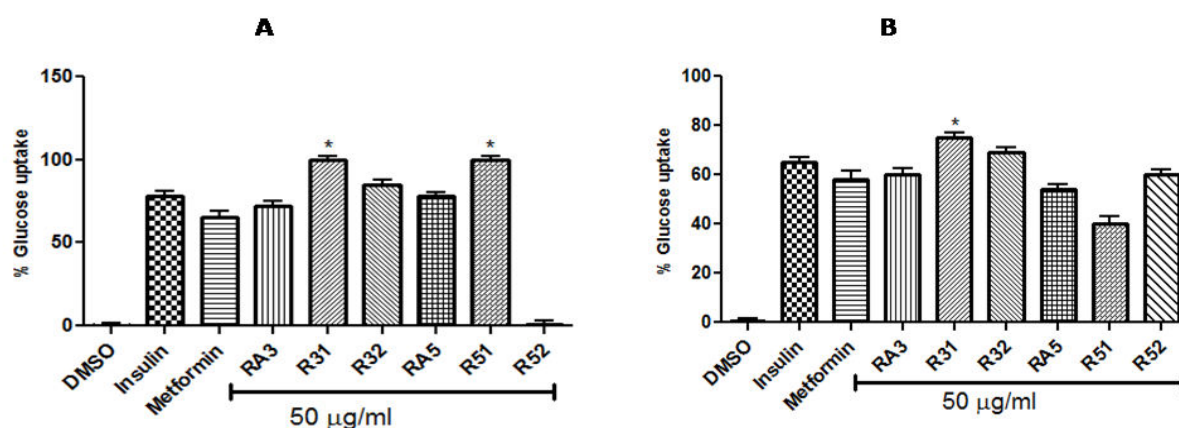 A
% Glucose uptake
150
100
50
0
*
*
DMSO
Insulin
Metformin
RA3
R31
R32
RA5
R51
R52
50 μg/ml
B
% Glucose uptake
100
80
60
40
20
0
*
DMSO
Insulin
Metformin
RA3
R31
R32
RA5
R51
R52
50 μg/ml